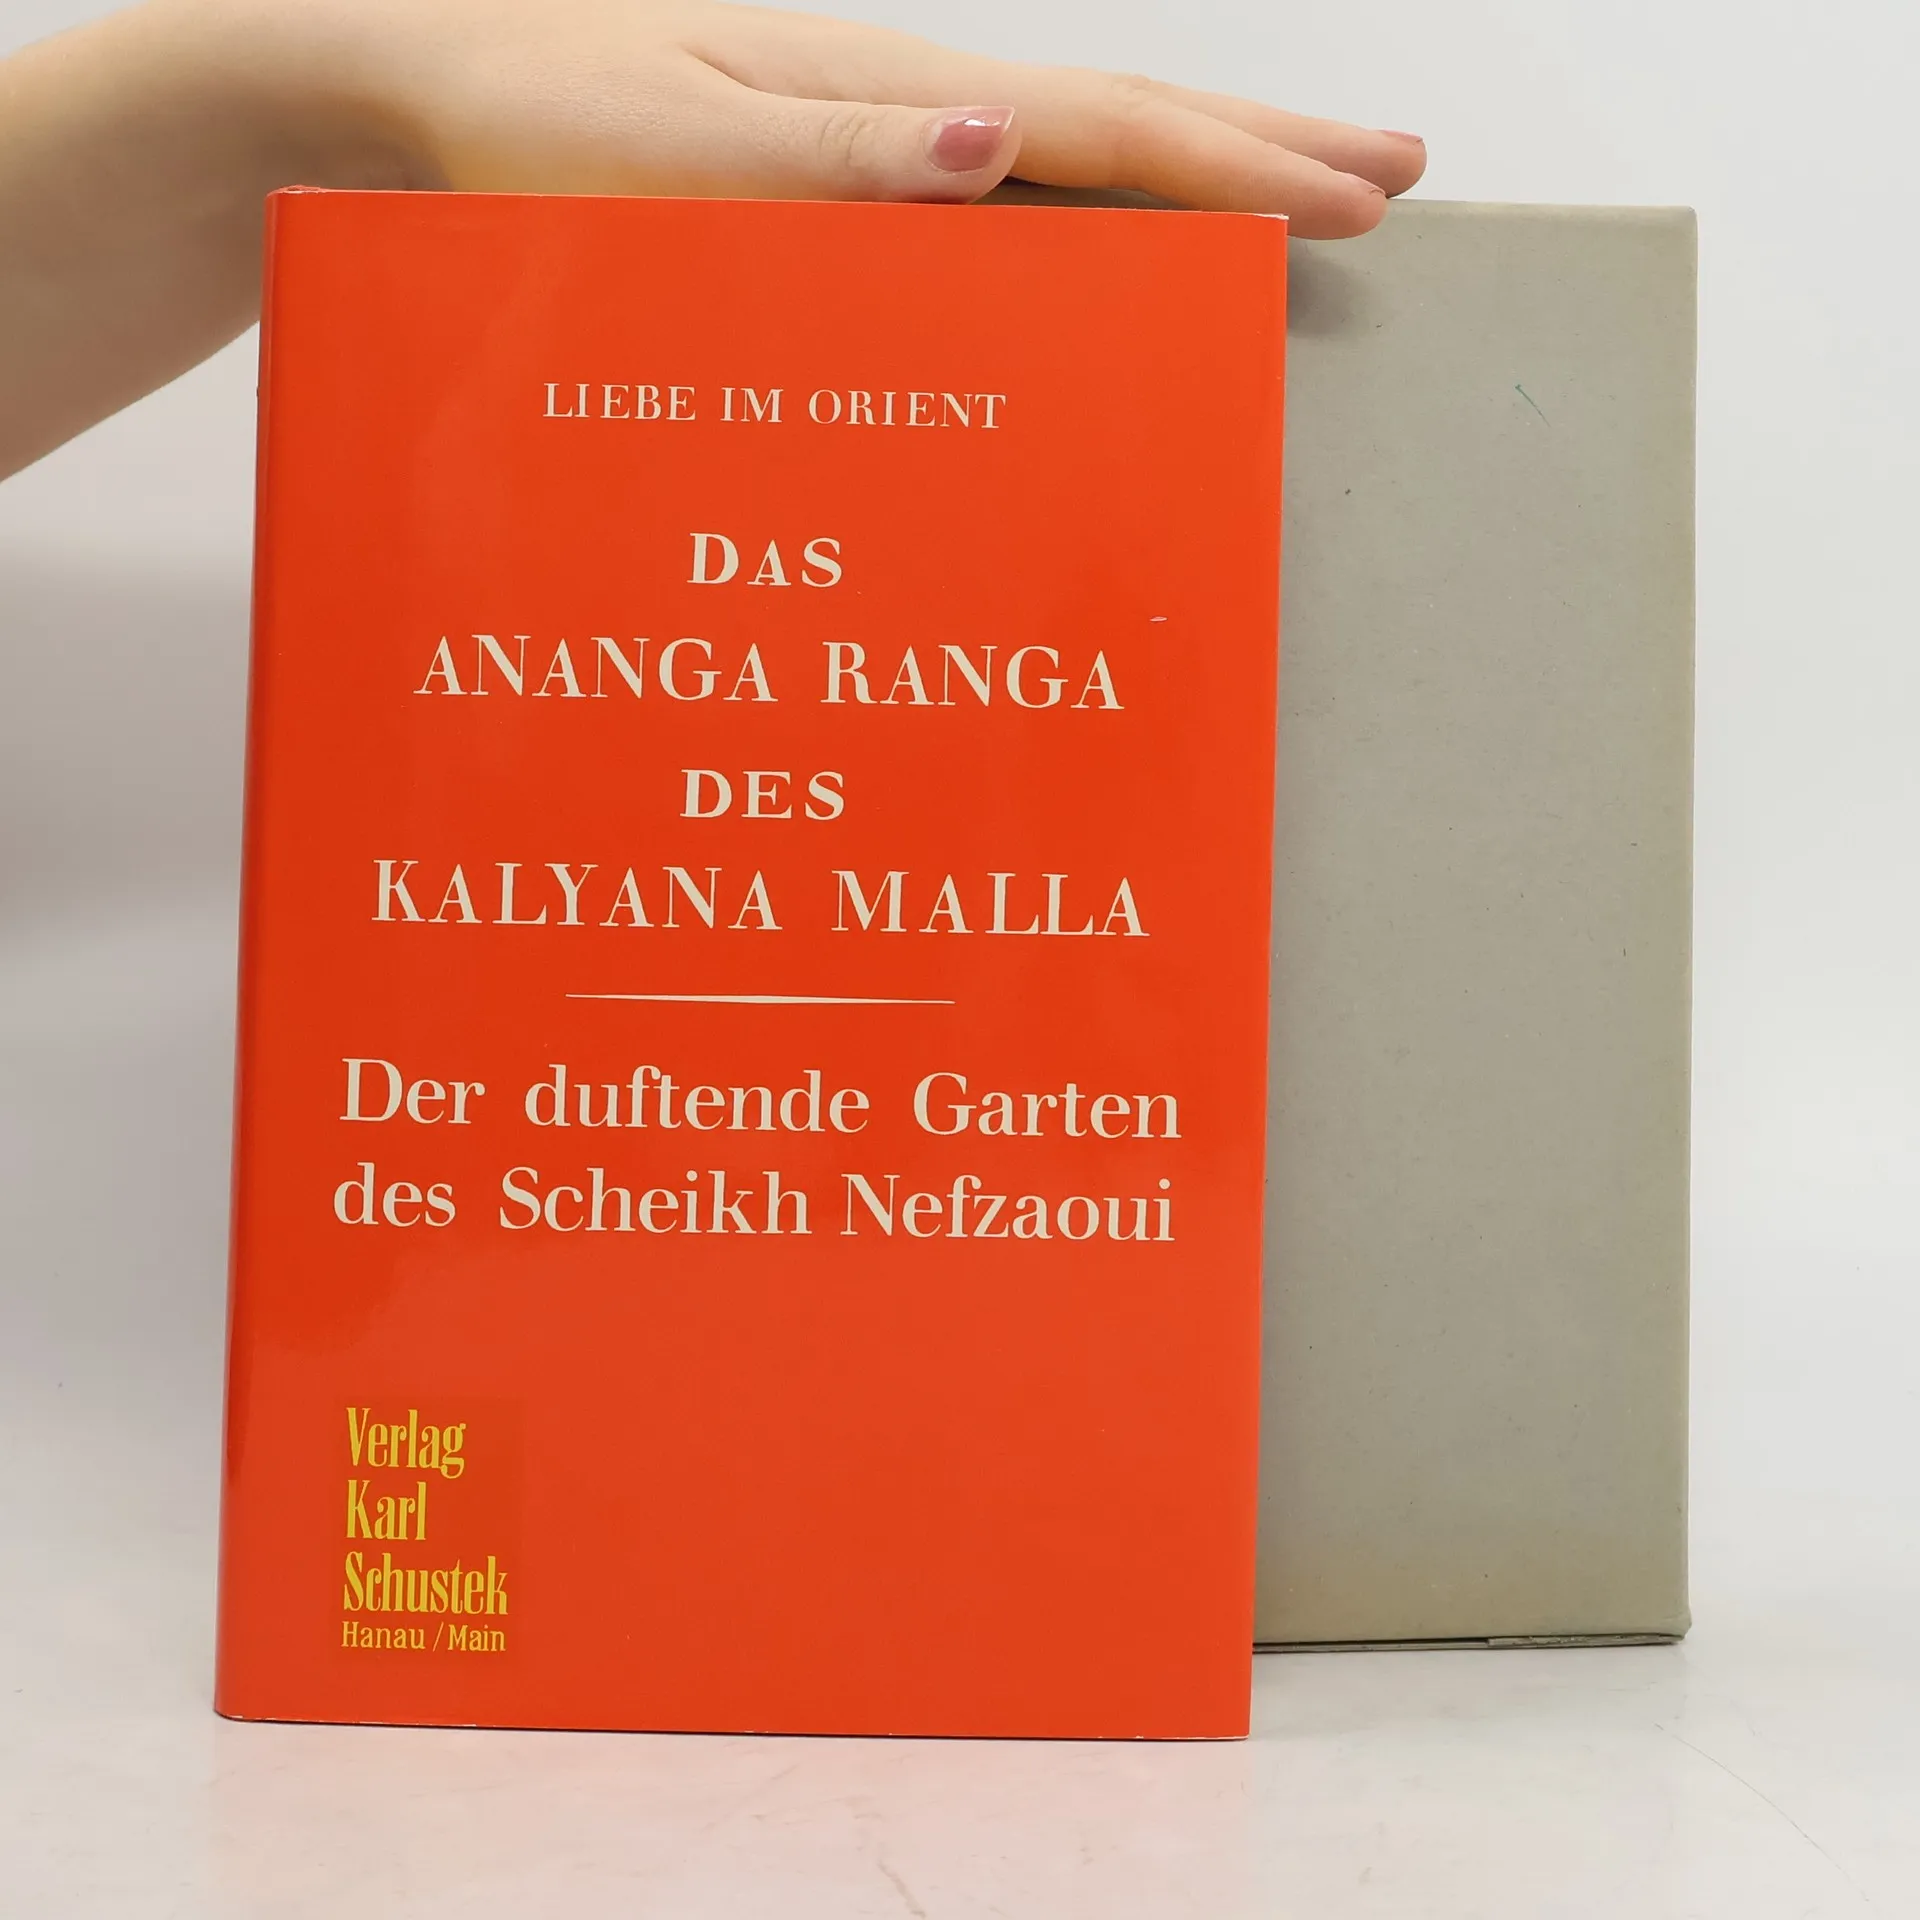 LIEBE IM ORIENT
DAS
ANANGA RANGA
DES
KALYANA MALLA
Der duftende Garten
des Scheikh Nefzaoui
Verlag
Karl
Schustek
Hanau / Main